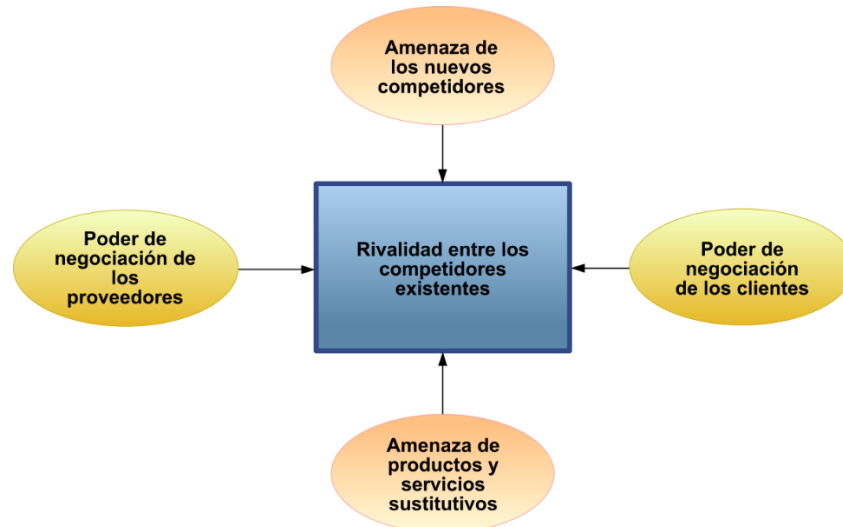 Amenaza de
los nuevos
competidores
Poder de
negociación de
los
proveedores
Rivalidad entre los
competidores
existentes
Poder de
negociación
de los clientes
Amenaza de
productos y
servicios
sustitutivos